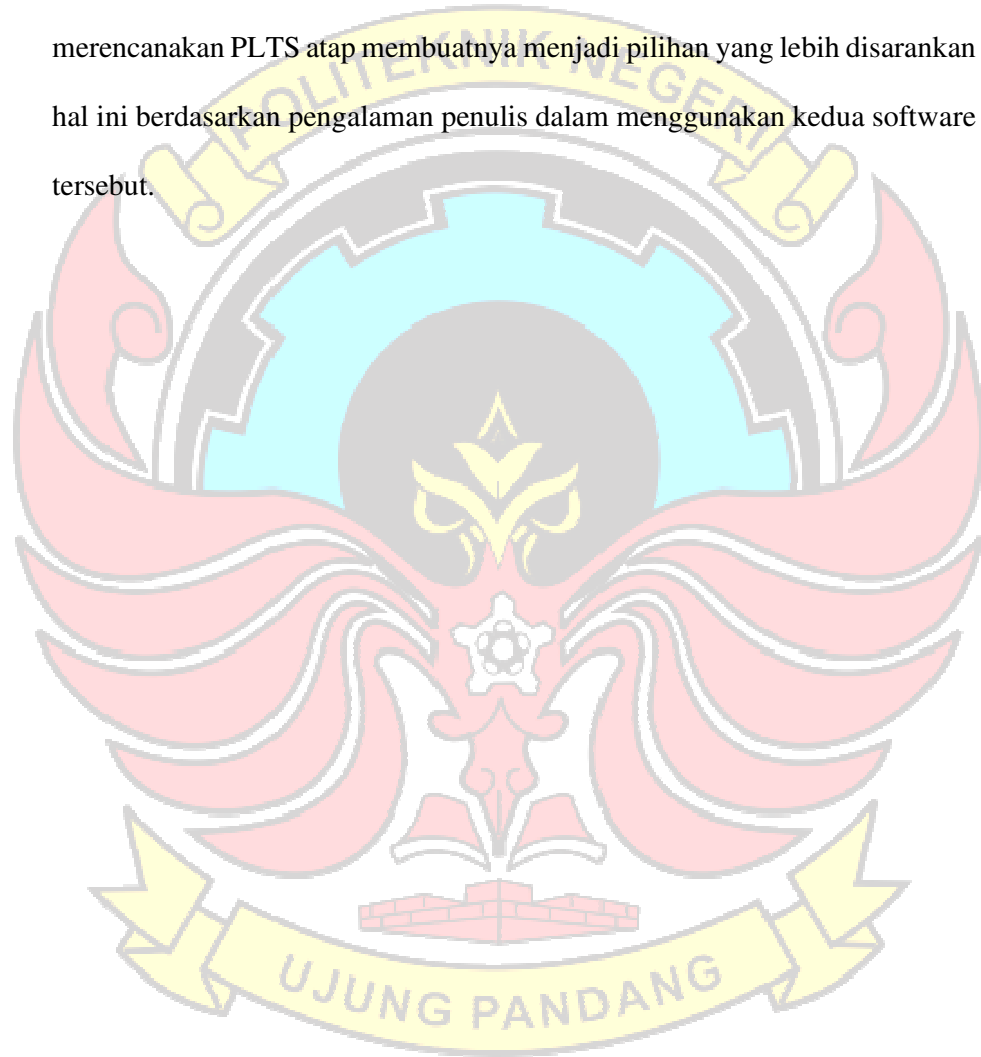 merencanakan PLTS atap membuatnya menjadi pilihan yang lebih disarankan
hal ini berdasarkan pengalaman penulis dalam menggunakan kedua software
tersebut.
POLITEKNIK NEGERI
UJUNG PANDANG